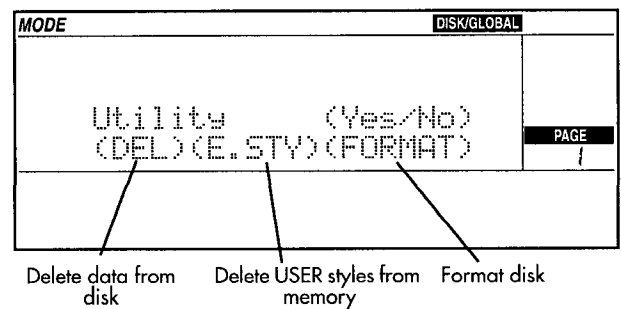 MODE DISK/GLOBAL
Utility (Yes/No)
(DEL)(E.STY)(FORMAT)
PAGE
1
Delete data from disk
Delete USER styles from memory
Format disk